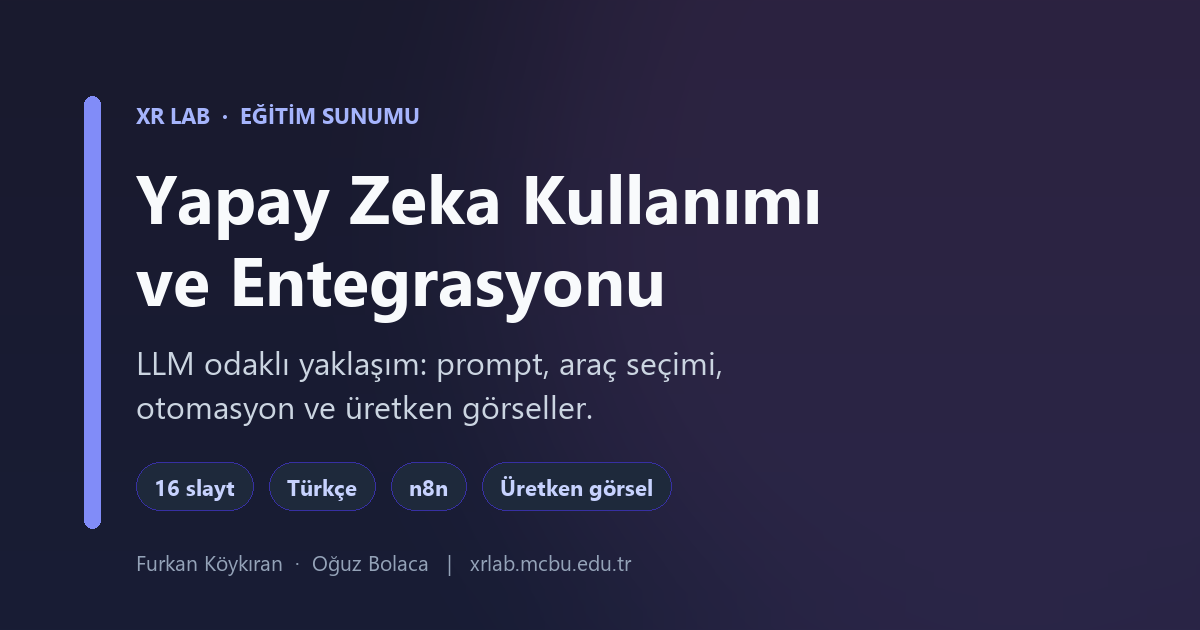 XR LAB · EĞİTİM SUNUMU
Yapay Zeka Kullanımı
ve Entegrasyonu
LLM odaklı yaklaşım: prompt, araç seçimi,
otomasyon ve üretken görseller.
16 slayt Türkçe n8n Üretken görsel
Furkan Köykıran · Oğuz Bolaca | xrlab.mcbu.edu.tr